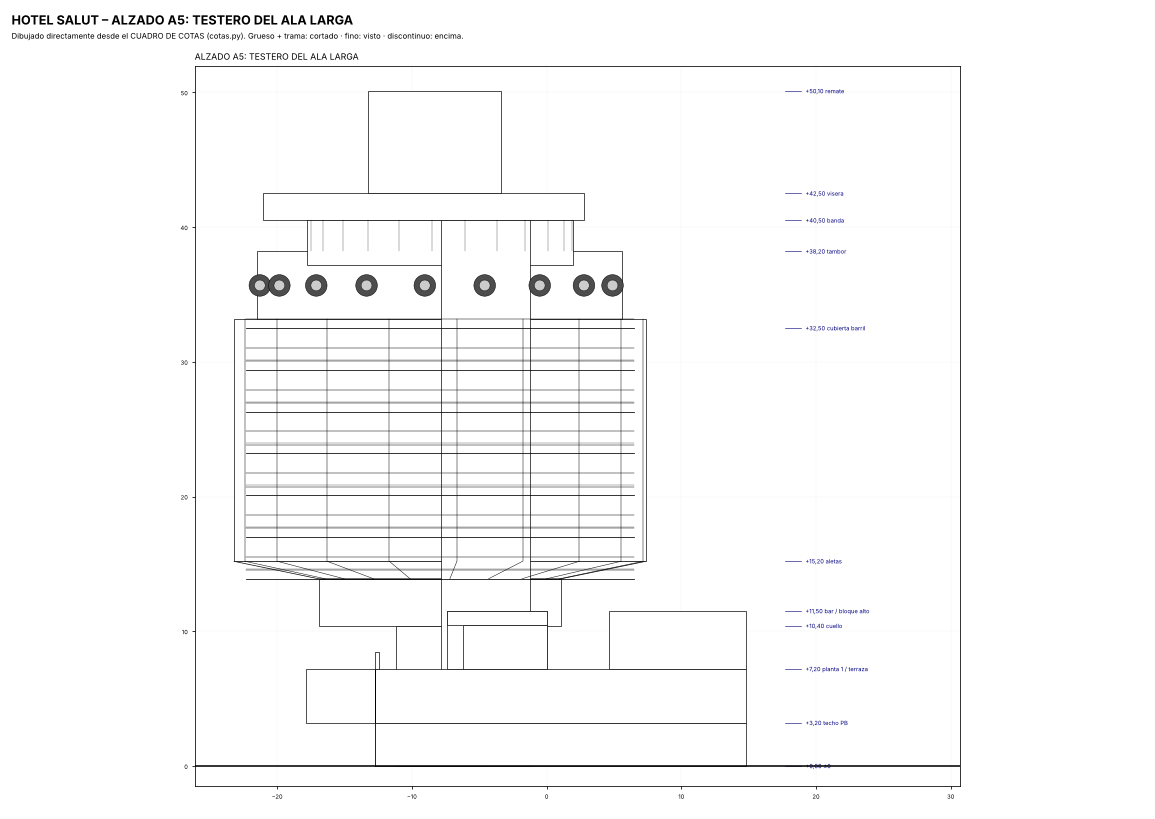 HOTEL SALUT – ALZADO A5: TESTERO DEL ALA LARGA
Dibujado directamente desde el CUADRO DE COTAS (cotas.py). Grueso + trama: cortado · fino: visto · discontinuo: encima.
ALZADO A5: TESTERO DEL ALA LARGA
50
+50,10 remate
+42,50 visera
+40,50 banda
40
+38,20 tambor
+32,50 cubierta barril
30
20
+15,20 aletas
+11,50 bar / bloque alto
+10,40 cuello
10
+7,20 planta 1 / terraza
+3,20 techo PB
0
−20
−10
0
10
20
30